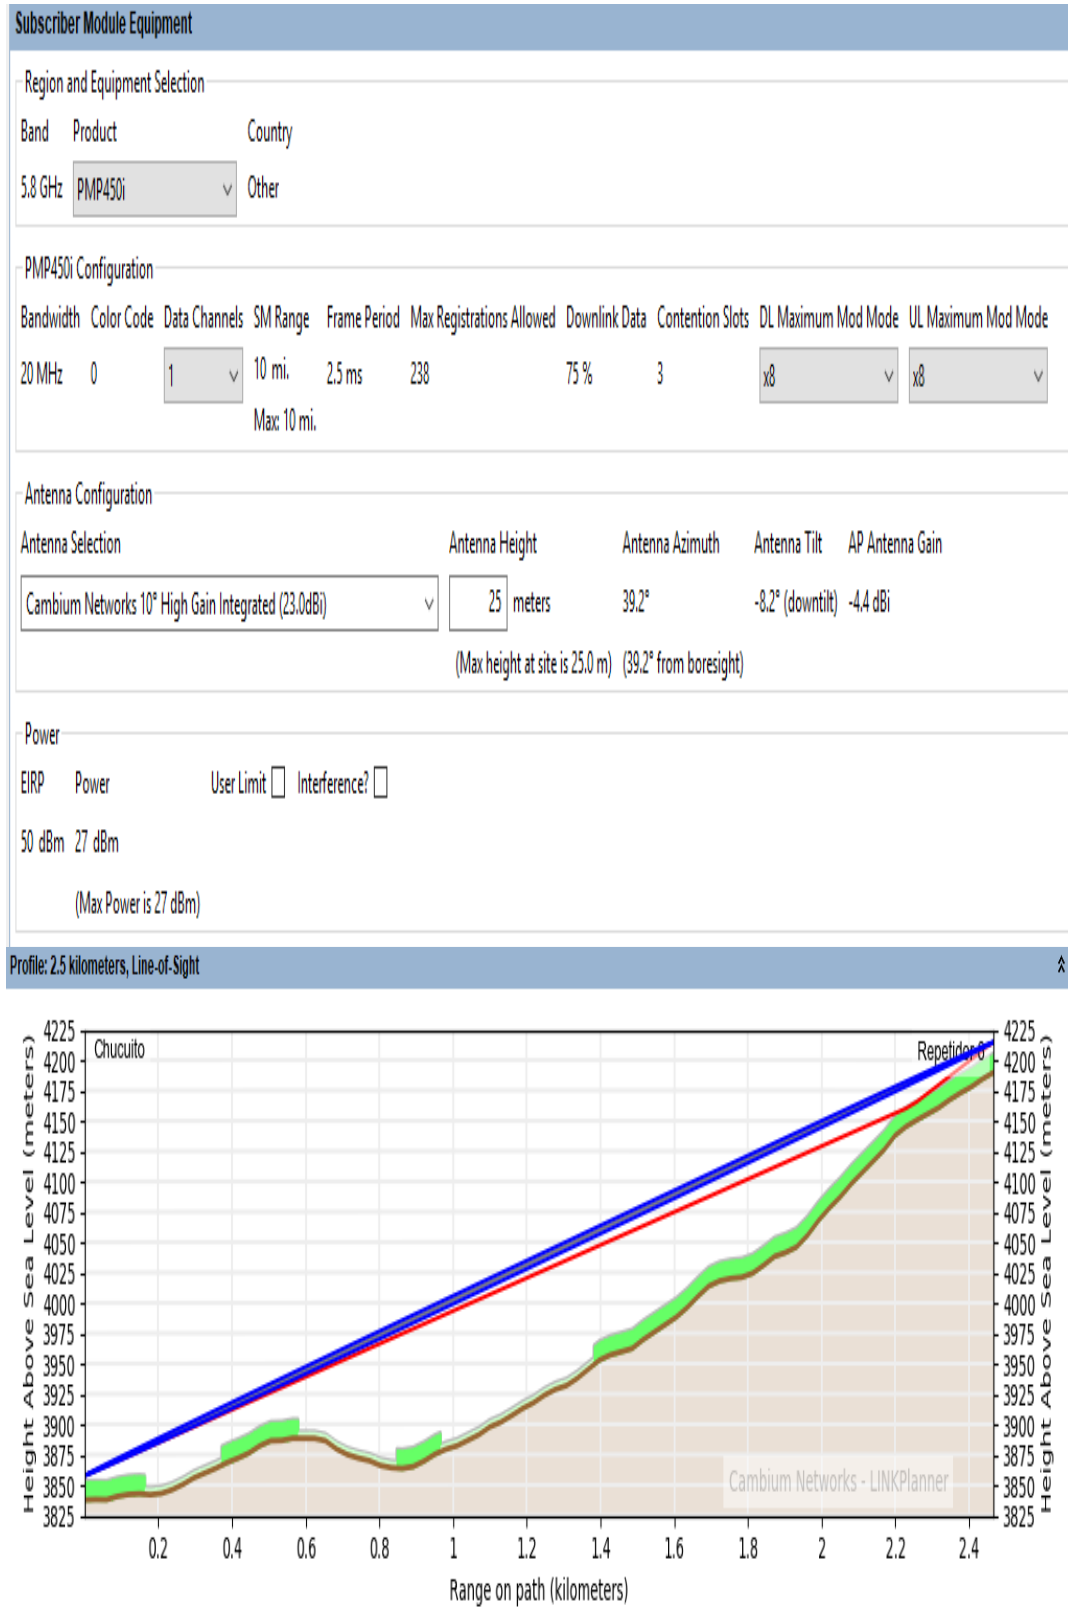 Subscriber Module Equipment
Region and Equipment Selection
Band Product Country
5.8 GHz PMP450i Other
PMP450i Configuration
Bandwidth Color Code Data Channels SM Range Frame Period Max Registrations Allowed Downlink Data Contention Slots DL Maximum Mod Mode UL Maximum Mod Mode
20 MHz 0 1 10 mi. 2.5 ms 238 75 % 3 x8 x8
Max: 10 mi.
Antenna Configuration
Antenna Selection Antenna Height Antenna Azimuth Antenna Tilt AP Antenna Gain
Cambium Networks 10° High Gain Integrated (23.0dBi) 25 meters 39.2° -8.2° (downtilt) -4.4 dBi
(Max height at site is 25.0 m) (39.2° from boresight)
Power
EIRP Power User Limit Interference?
50 dBm 27 dBm
(Max Power is 27 dBm)
Profile: 2.5 kilometers, Line-of-Sight
Height Above Sea Level (meters)
4225 4200 4175 4150 4125 4100 4075 4050 4025 4000 3975 3950 3925 3900 3875 3850 3825
Chucuito
Repetidor
Cambium Networks - LINKPlanner
4225 4200 4175 4150 4125 4100 4075 4050 4025 4000 3975 3950 3925 3900 3875 3850 3825
Height Above Sea Level (meters)
0.2 0.4 0.6 0.8 1 1.2 1.4 1.6 1.8 2 2.2 2.4
Range on path (kilometers)